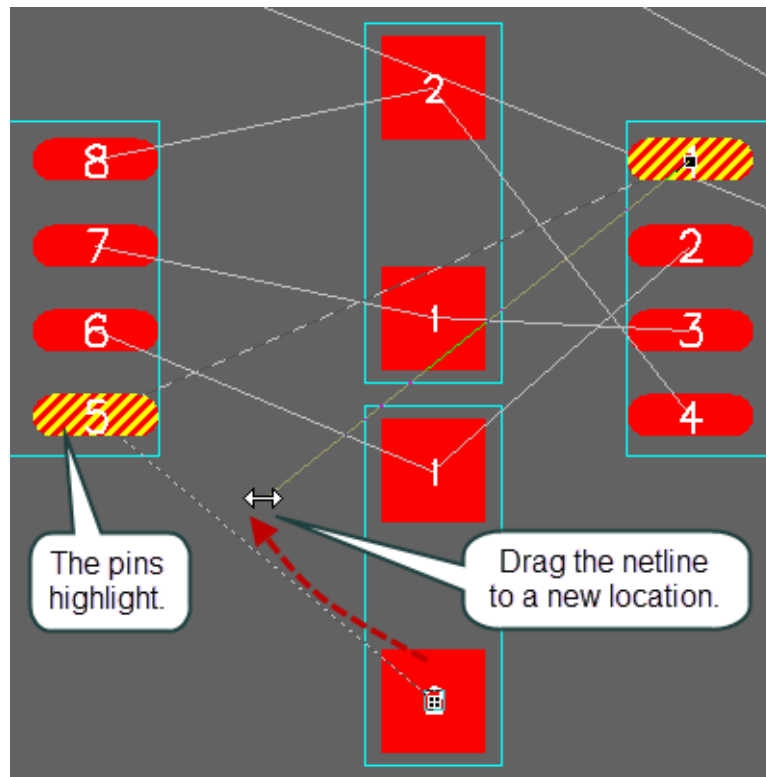 2
8
1
7
2
1
6
3
5
4
1
The pins
highlight.
Drag the netline
to a new location.